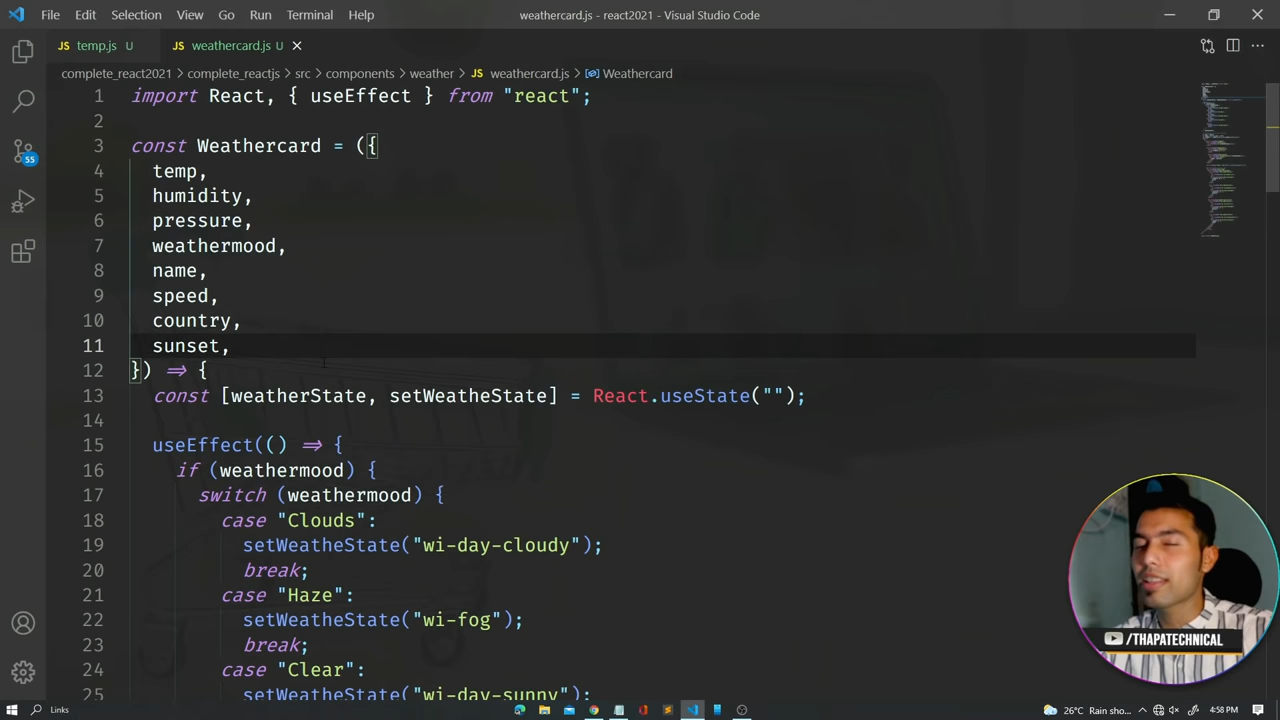 File Edit Selection View Go Run Terminal Help
weathercard.js - react2021 - Visual Studio Code
JS temp.js U JS weathercard.js U
complete_react2021 > complete_reactjs > src > components > weather > JS weathercard.js > Weathercard
1 import React, { useEffect } from "react";
2
3 const Weathercard = ({
4 temp,
5 humidity,
6 pressure,
7 weathermood,
8 name,
9 speed,
10 country,
11 sunset,
12 }) => {
13 const [weatherState, setWeatheState] = React.useState("");
14
15 useEffect(() => {
16 if (weathermood) {
17 switch (weathermood) {
18 case "Clouds":
19 setWeatheState("wi-day-cloudy");
20 break;
21 case "Haze":
22 setWeatheState("wi-fog");
23 break;
24 case "Clear":
25 setWeatheState("wi-day-sunny");
55
/THAPATECHNICAL
Links
26°C Rain sho... 4:58 PM